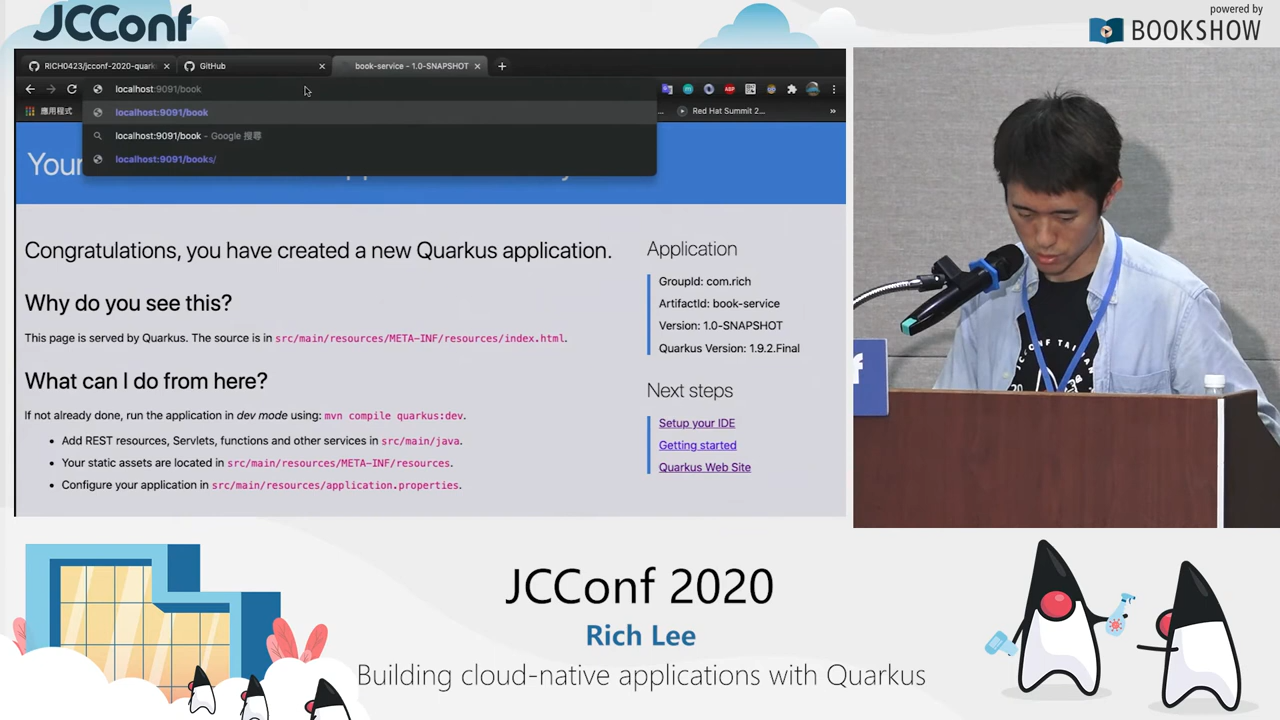 JCConf
powered by
BOOKSHOW
RICH0423/jcconf-2020-quark
GitHub
book-service - 1.0-SNAPSHOT
localhost:9091/book
應用程式
Red Hat Summit 2...
»
localhost:9091/book
localhost:9091/book - Google 搜尋
localhost:9091/books/
Your
Congratulations, you have created a new Quarkus application.
Why do you see this?
This page is served by Quarkus. The source is in src/main/resources/META-INF/resources/index.html.
What can I do from here?
If not already done, run the application in dev mode using: mvn compile quarkus:dev.
• Add REST resources, Servlets, functions and other services in src/main/java.
• Your static assets are located in src/main/resources/META-INF/resources.
• Configure your application in src/main/resources/application.properties.
Application
GroupId: com.rich
ArtifactId: book-service
Version: 1.0-SNAPSHOT
Quarkus Version: 1.9.2.Final
Next steps
Setup your IDE
Getting started
Quarkus Web Site
JCCONF TAIWAN
20
f
JCConf 2020
Rich Lee
Building cloud-native applications with Quarkus